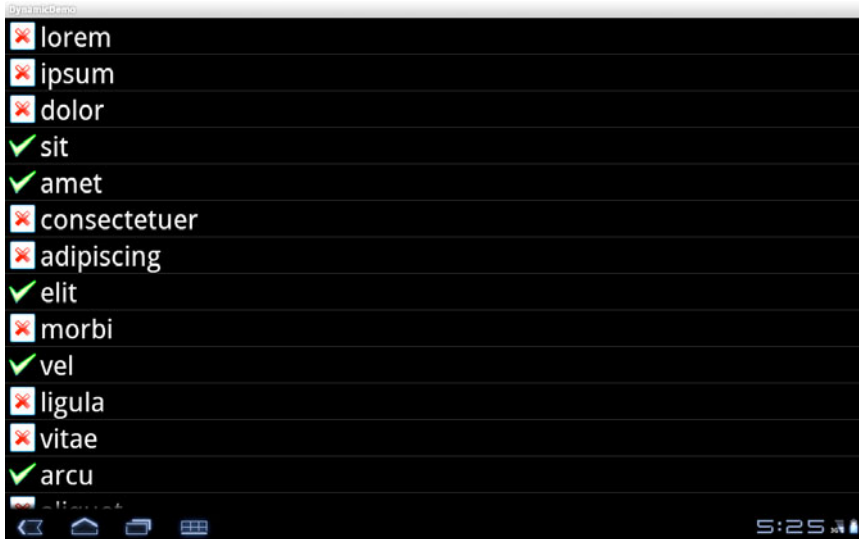 DynamicDemo
lorem
ipsum
dolor
sit
amet
consectetuer
adipiscing
elit
morbi
vel
ligula
vitae
arcu
5:25